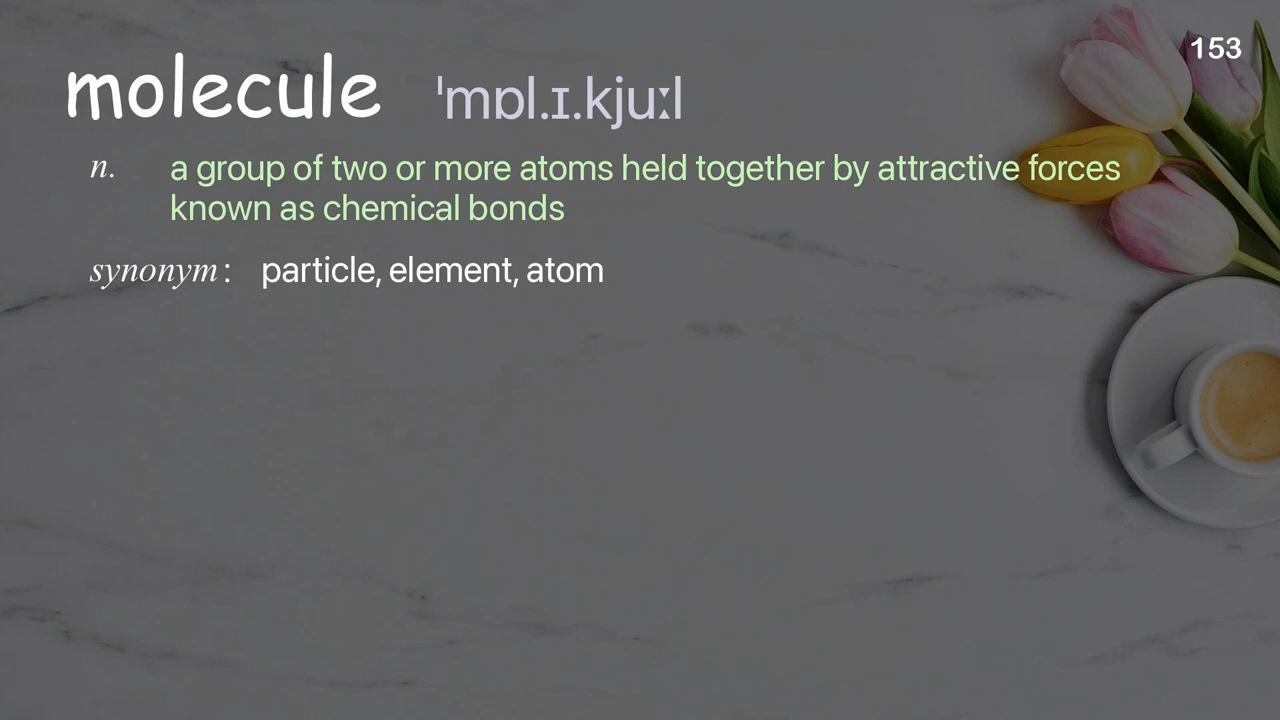 153
molecule ˈmɒl.ɪ.kjuːl
n. a group of two or more atoms held together by attractive forces
known as chemical bonds
synonym: particle, element, atom